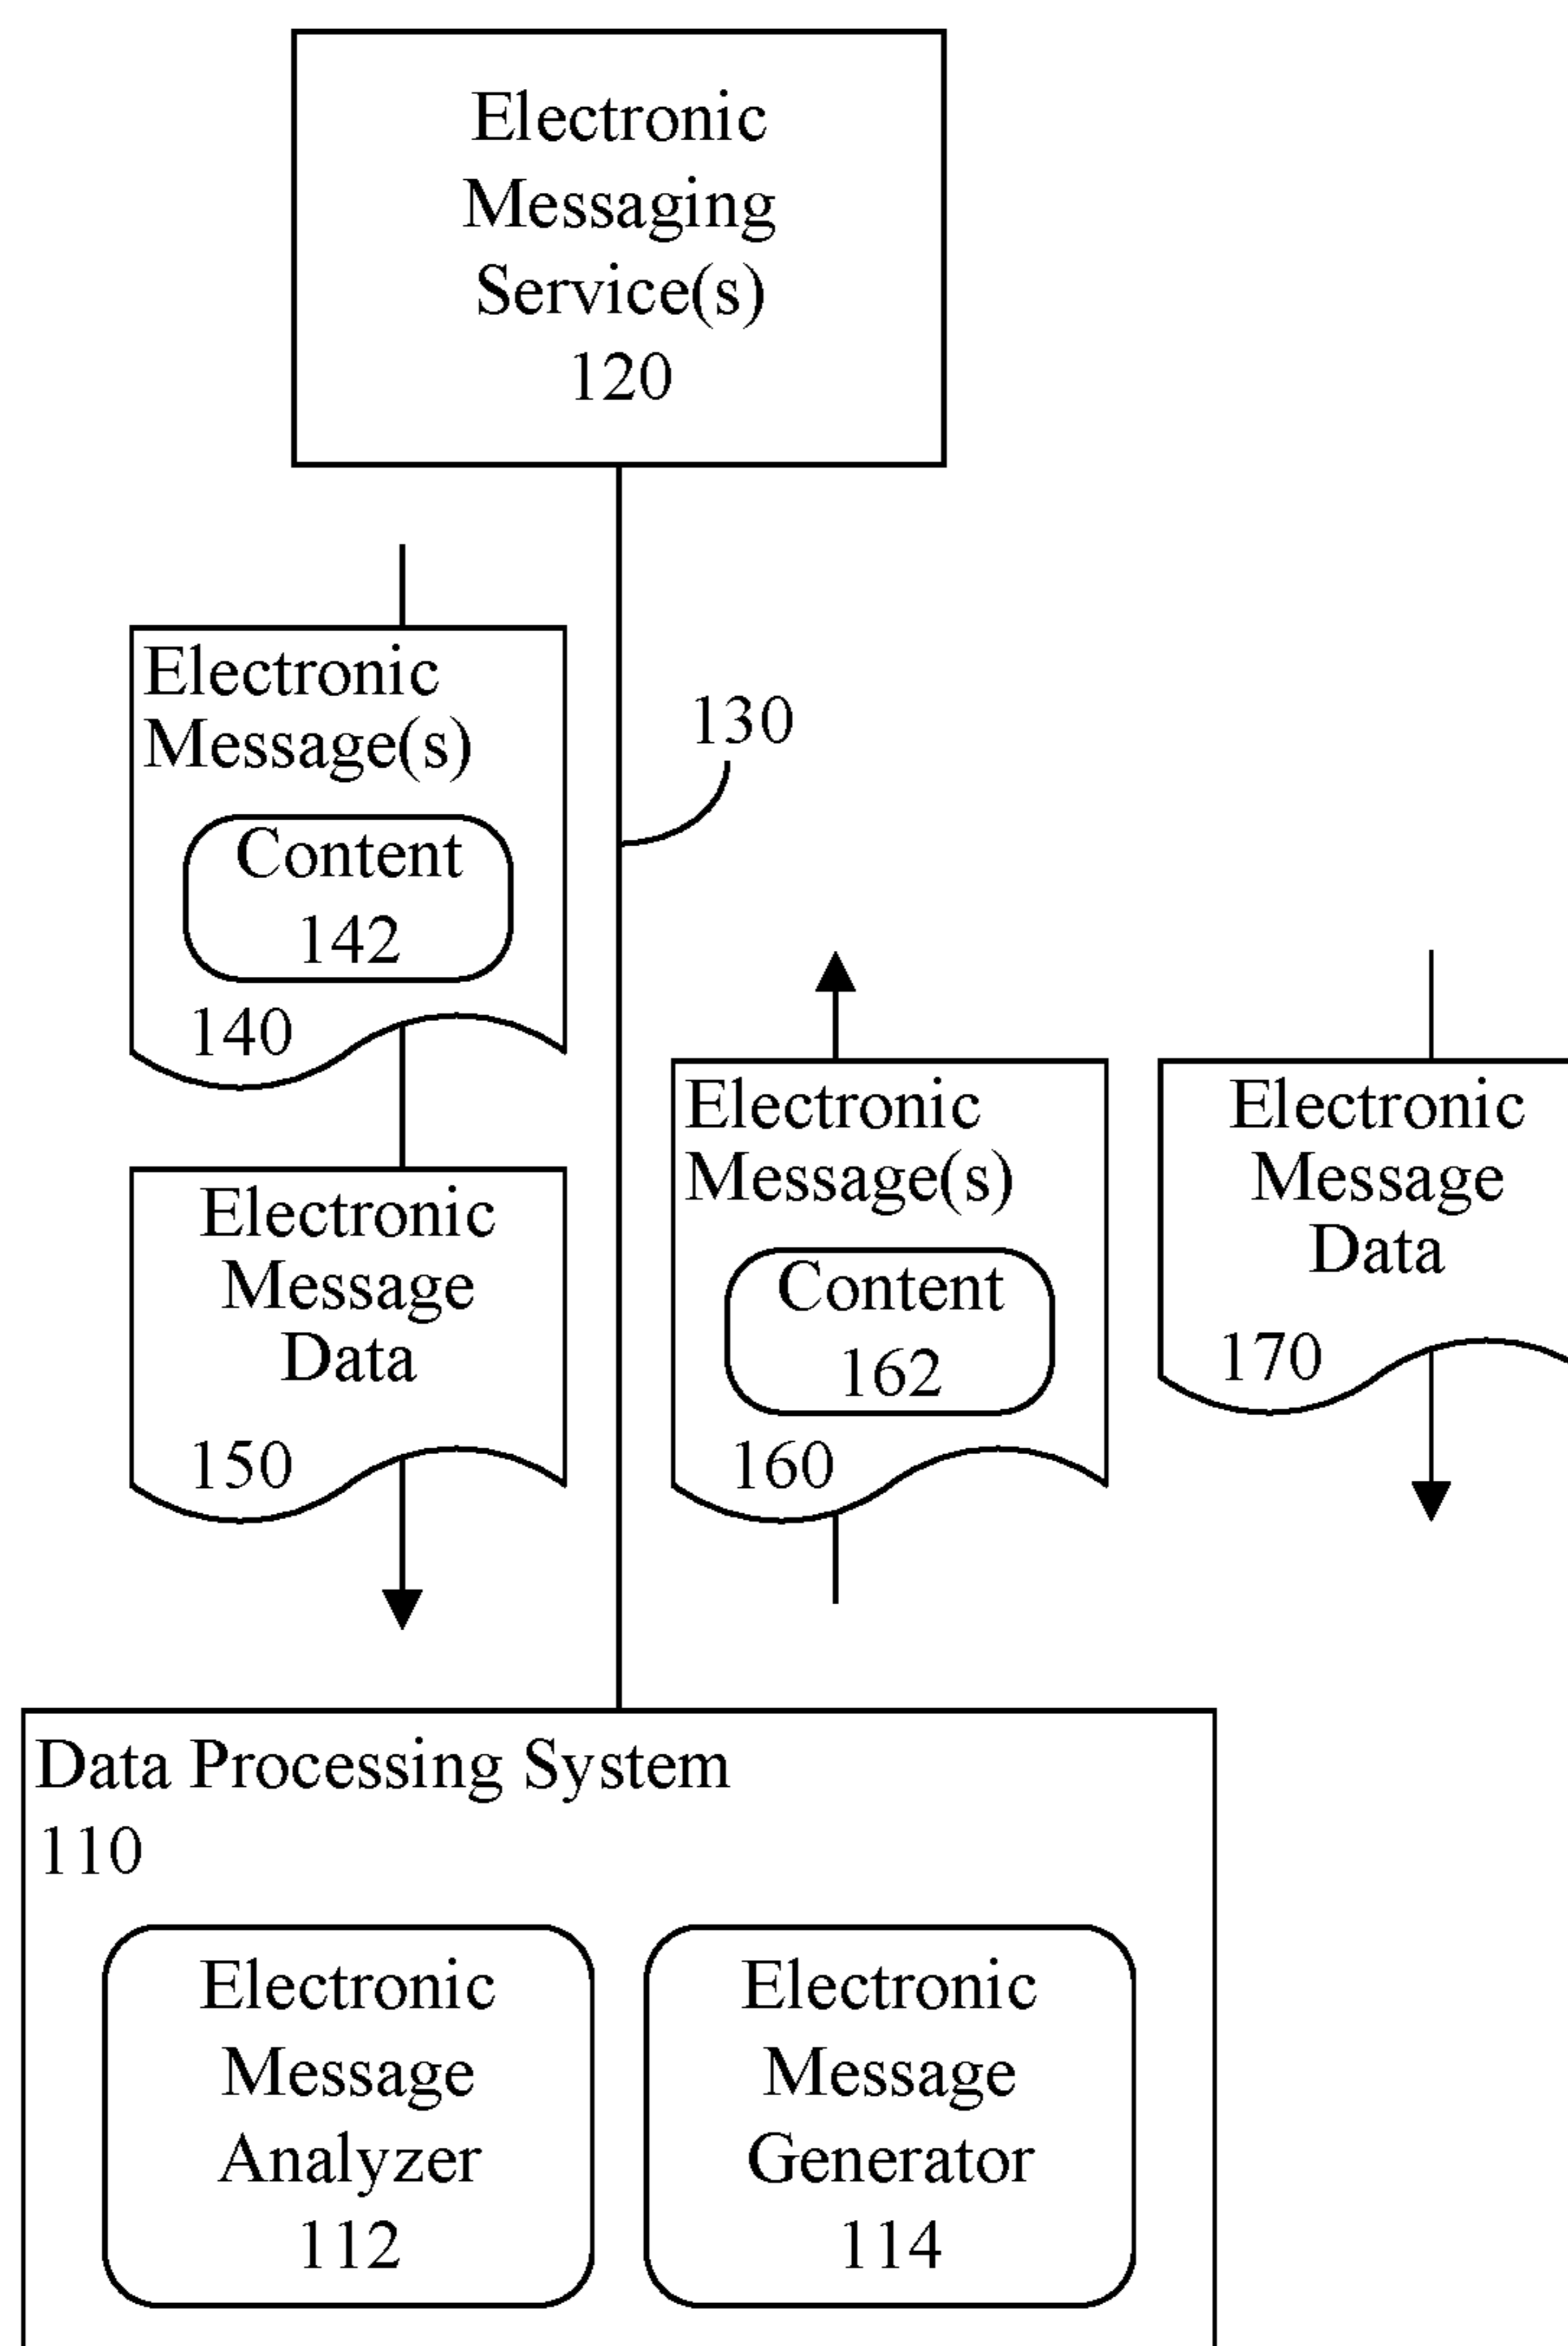 Electronic
Messaging
Service(s)
120
Electronic
Message(s)
Content
142
140
130
Electronic
Message
Data
150
Electronic
Message(s)
Content
162
160
Electronic
Message
Data
170
Data Processing System
110
Electronic
Message
Analyzer
112
Electronic
Message
Generator
114